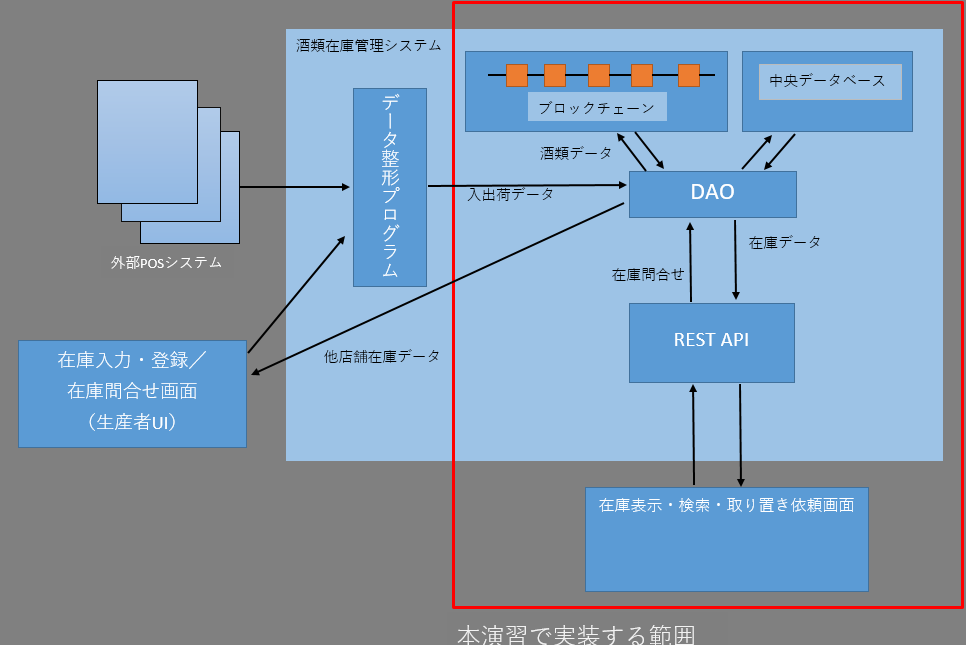 酒類在庫管理システム
ブロックチェーン
中央データベース
データ整形プログラム
酒類データ
入出荷データ
DAO
外部POSシステム
在庫データ
在庫問合せ
REST API
他店舗在庫データ
在庫入力・登録／
在庫問合せ画面
（生産者UI）
在庫表示・検索・取り置き依頼画面
本演習で実装する範囲